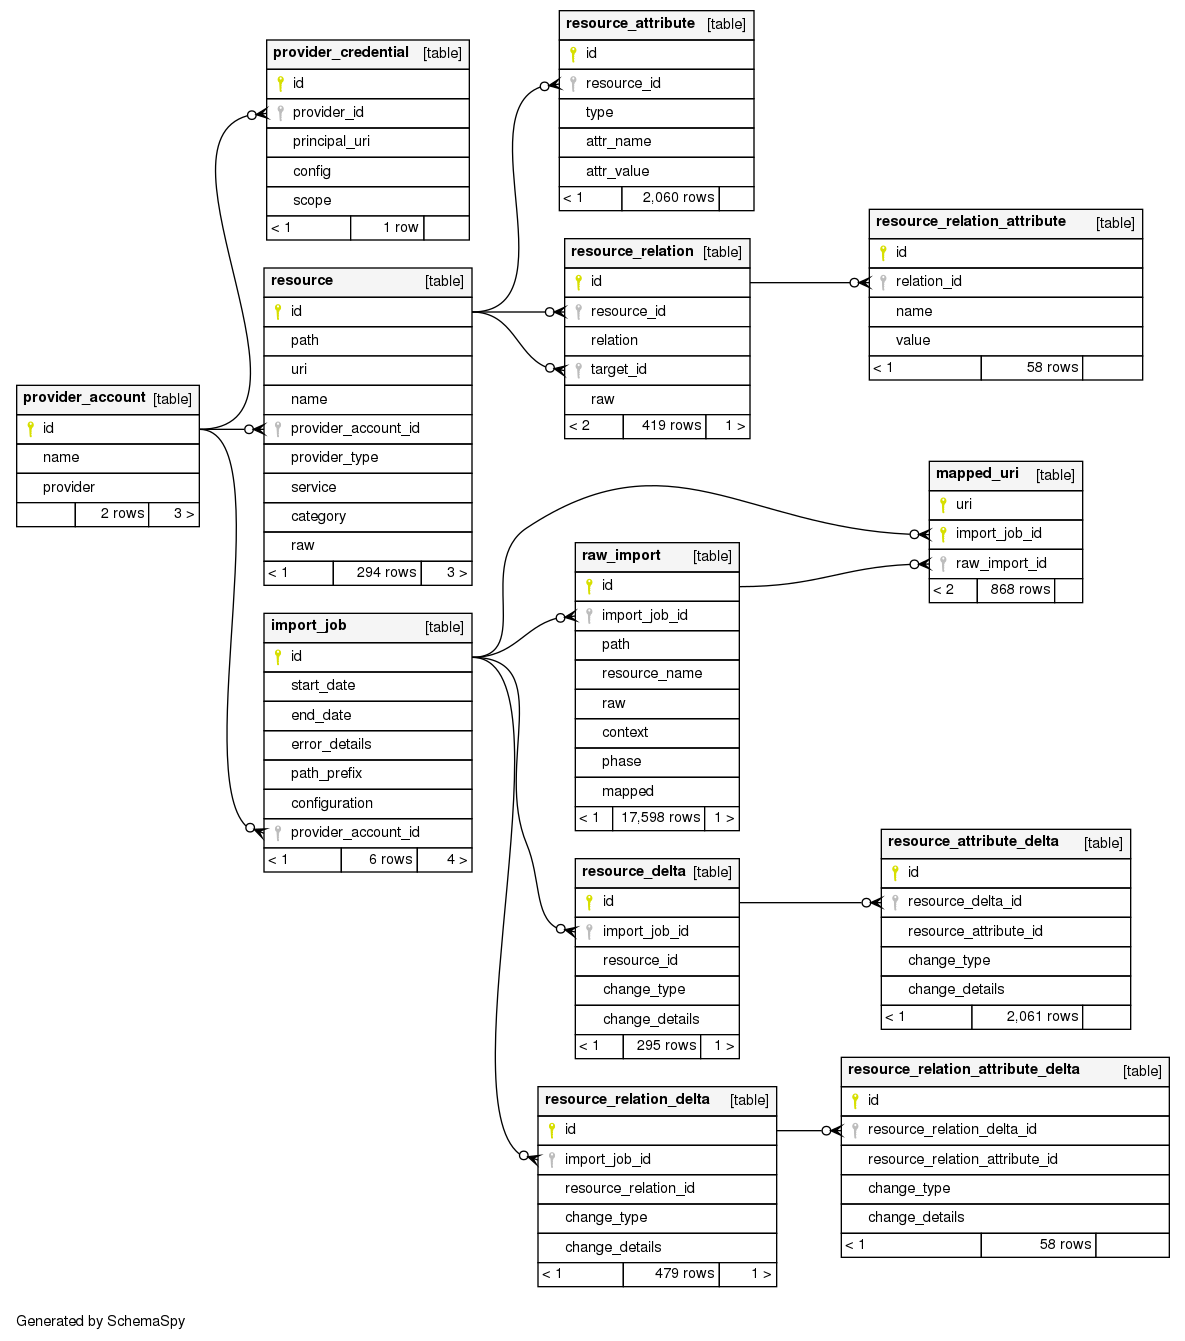 provider_credential [table]
id
provider_id
principal_uri
config
scope
< 1 1 row
resource_attribute [table]
id
resource_id
type
attr_name
attr_value
< 1 2,060 rows
resource_relation_attribute [table]
id
relation_id
name
value
< 1 58 rows
resource [table]
id
path
uri
name
provider_account_id
provider_type
service
category
raw
< 1 294 rows 3 >
resource_relation [table]
id
resource_id
relation
target_id
raw
< 2 419 rows 1 >
provider_account [table]
id
name
provider
2 rows 3 >
mapped_uri [table]
uri
import_job_id
raw_import_id
< 2 868 rows
raw_import [table]
id
import_job_id
path
resource_name
raw
context
phase
mapped
< 1 17,598 rows 1 >
import_job [table]
id
start_date
end_date
error_details
path_prefix
configuration
provider_account_id
< 1 6 rows 4 >
resource_delta [table]
id
import_job_id
resource_id
change_type
change_details
< 1 295 rows 1 >
resource_attribute_delta [table]
id
resource_delta_id
resource_attribute_id
change_type
change_details
< 1 2,061 rows
resource_relation_delta [table]
id
import_job_id
resource_relation_id
change_type
change_details
< 1 479 rows 1 >
resource_relation_attribute_delta [table]
id
resource_relation_delta_id
resource_relation_attribute_id
change_type
change_details
< 1 58 rows
Generated by SchemaSpy